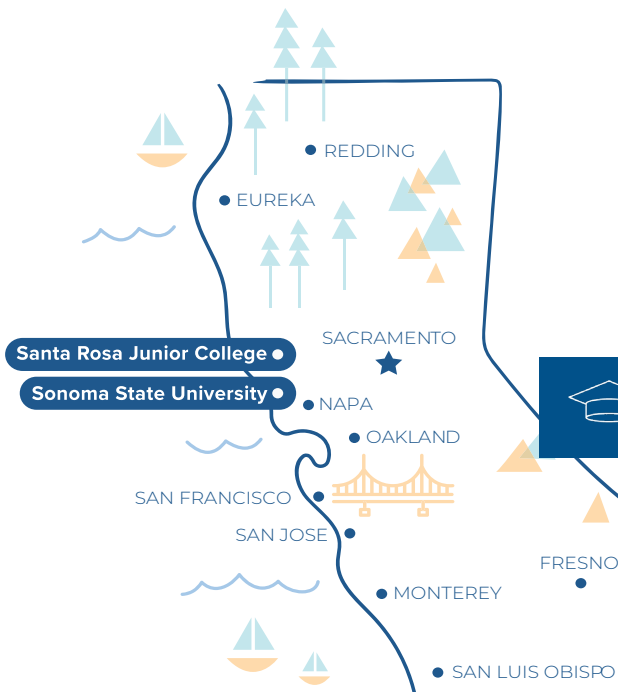 REDDING
EUREKA
SACRAMENTO
Santa Rosa Junior College
Sonoma State University
NAPA
OAKLAND
SAN FRANCISCO
SAN JOSE
FRESNO
MONTEREY
SAN LUIS OBISPO